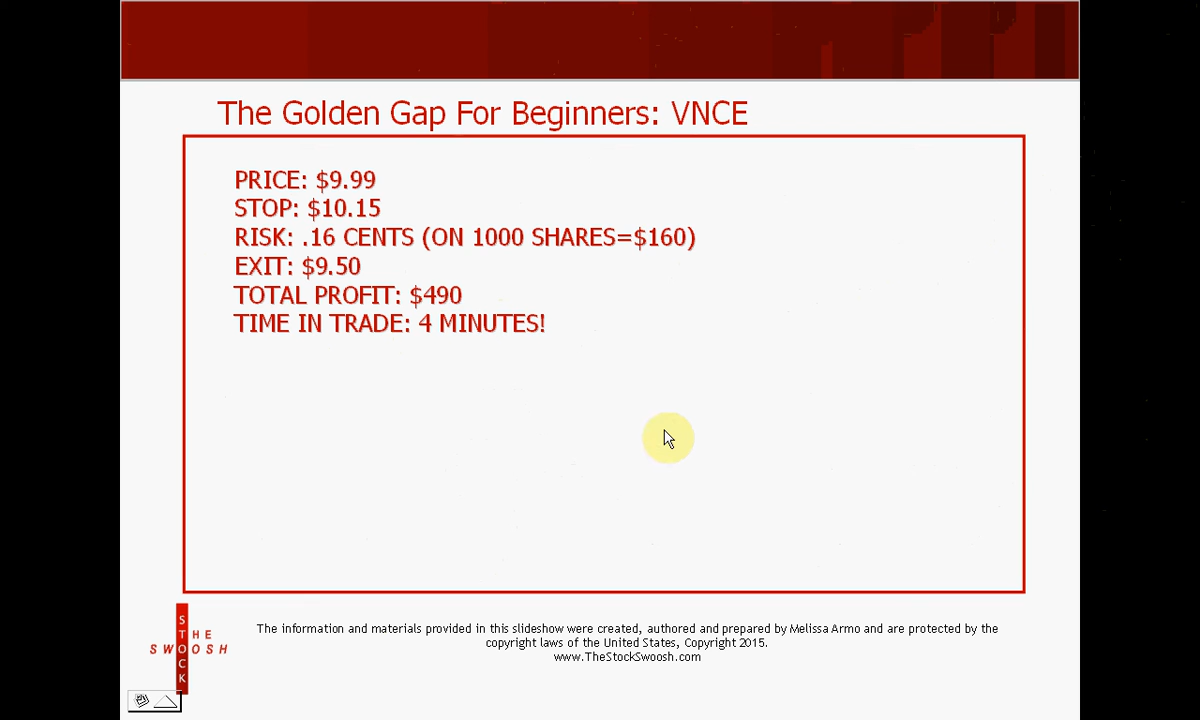 The Golden Gap For Beginners: VNCE
PRICE: $9.99
STOP: $10.15
RISK: .16 CENTS (ON 1000 SHARES=$160)
EXIT: $9.50
TOTAL PROFIT: $490
TIME IN TRADE: 4 MINUTES!
THE
STOCK
SWOOSH
The information and materials provided in this slideshow were created, authored and prepared by Melissa Armo and are protected by the
copyright laws of the United States, Copyright 2015.
www.TheStockSwoosh.com